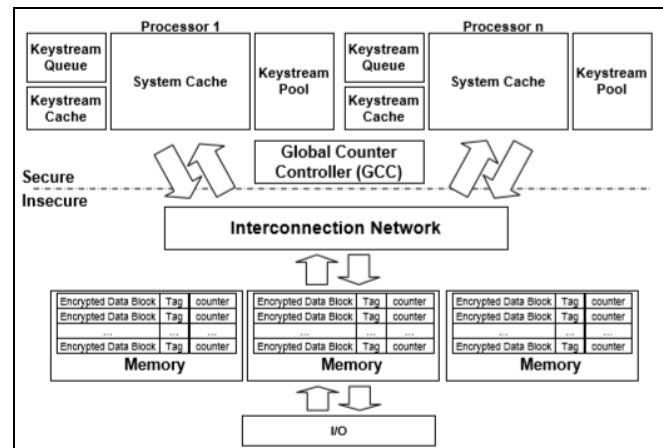 Processor 1
Processor n
Keystream Queue
System Cache
Keystream Pool
Keystream Cache
Keystream Queue
System Cache
Keystream Pool
Keystream Cache
Global Counter
Controller (GCC)
Secure
Insecure
Interconnection Network
Encrypted Data Block Tag counter
Encrypted Data Block Tag counter
... ... ...
Encrypted Data Block Tag counter
Memory
Encrypted Data Block Tag counter
Encrypted Data Block Tag counter
... ... ...
Encrypted Data Block Tag counter
Memory
Encrypted Data Block Tag counter
Encrypted Data Block Tag counter
... ... ...
Encrypted Data Block Tag counter
Memory
I/O